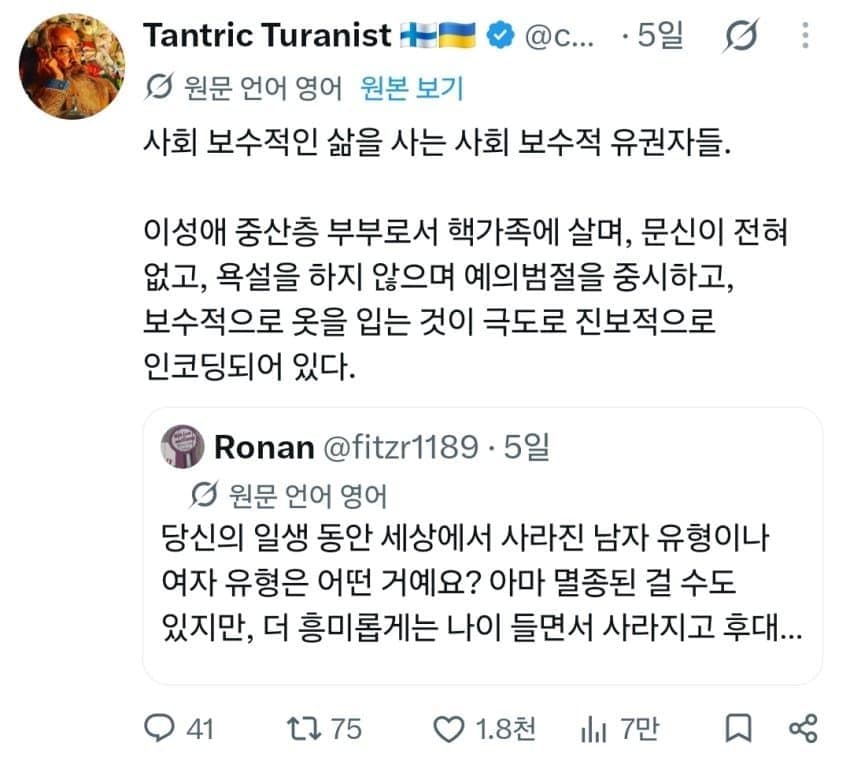 Tantric Turanist 🇫🇮🇺🇦 @c... · 5일
원문 언어 영어 원본 보기
사회 보수적인 삶을 사는 사회 보수적 유권자들.
이성애 중산층 부부로서 핵가족에 살며, 문신이 전혀
없고, 욕설을 하지 않으며 예의범절을 중시하고,
보수적으로 옷을 입는 것이 극도로 진보적으로
인코딩되어 있다.
Ronan @fitzr1189 · 5일
원문 언어 영어
당신의 일생 동안 세상에서 사라진 남자 유형이나
여자 유형은 어떤 거예요? 아마 멸종된 걸 수도
있지만, 더 흥미롭게는 나이 들면서 사라지고 후대...
41 75 1.8천 7만